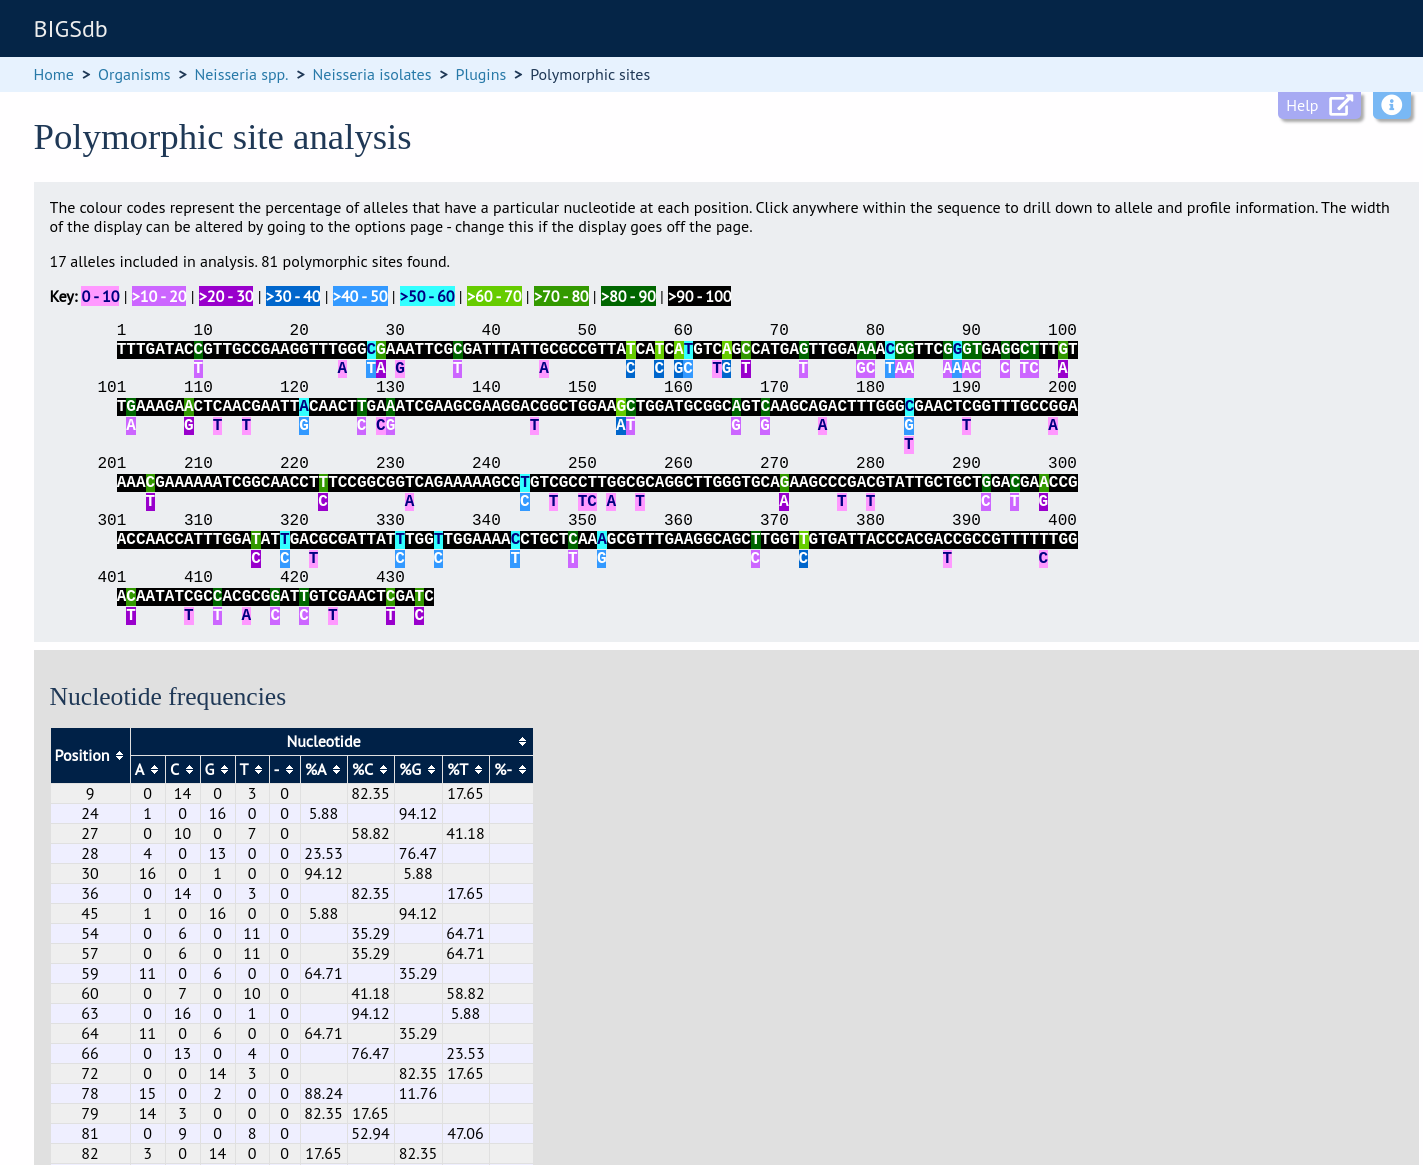 BIGSdb
Home > Organisms > Neisseria spp. > Neisseria isolates > Plugins > Polymorphic sites
Help
Polymorphic site analysis
The colour codes represent the percentage of alleles that have a particular nucleotide at each position. Click anywhere within the sequence to drill down to allele and profile information. The width
of the display can be altered by going to the options page - change this if the display goes off the page.
17 alleles included in analysis. 81 polymorphic sites found.
Key: 0 - 10 | >10 - 20 | >20 - 30 | >30 - 40 | >40 - 50 | >50 - 60 | >60 - 70 | >70 - 80 | >80 - 90 | >90 - 100
1 10 20 30 40 50 60 70 80 90 100
TTTGATACCGTTGCCGAAGGTTTGGGCGAAATTCGCGATTTATTGCGCCGTTATCATCATGTCAGCCATGAGTTGGAAAACGGTTCGGGTGAGGCTTTGT
T A TA G T A C C GC TG T T GC TAA AAAC C TC A
101 110 120 130 140 150 160 170 180 190 200
TGAAAGAACTCAACGAATTACAACTTGAAATCGAAGCGAAGGACGGCTGGAAGCTGGATGCGGCAGTCAAGCAGACTTTGGGCGAACTCGGTTTGCCGGA
A G T T G C CG T AT G G A G T A
T
201 210 220 230 240 250 260 270 280 290 300
AAACGAAAAAATCGGCAACCTTTCCGGCGGTCAGAAAAAGCGTGTCGCCTTGGCGCAGGCTTGGGTGCAGAAGCCCGACGTATTGCTGCTGGACGAACCG
T C A C T TC A T A T T C T G
301 310 320 330 340 350 360 370 380 390 400
ACCAACCATTTGGATATTGACGCGATTATTTGGTTGGAAAACCTGCTCAAAGCGTTTGAAGGCAGCTTGGTTGTGATTACCCACGACCGCCGTTTTTTGG
C C T C C T T G C C T C
401 410 420 430
ACAATATCGCCACGCGGATTGTCGAACTCGATC
T T T A C C T T C
Nucleotide frequencies
Position Nucleotide
A C G T - %A %C %G %T %-
9 0 14 0 3 0 82.35 17.65
24 1 0 16 0 0 5.88 94.12
27 0 10 0 7 0 58.82 41.18
28 4 0 13 0 0 23.53 76.47
30 16 0 1 0 0 94.12 5.88
36 0 14 0 3 0 82.35 17.65
45 1 0 16 0 0 5.88 94.12
54 0 6 0 11 0 35.29 64.71
57 0 6 0 11 0 35.29 64.71
59 11 0 6 0 0 64.71 35.29
60 0 7 0 10 0 41.18 58.82
63 0 16 0 1 0 94.12 5.88
64 11 0 6 0 0 64.71 35.29
66 0 13 0 4 0 76.47 23.53
72 0 0 14 3 0 82.35 17.65
78 15 0 2 0 0 88.24 11.76
79 14 3 0 0 0 82.35 17.65
81 0 9 0 8 0 52.94 47.06
82 3 0 14 0 0 17.65 82.35